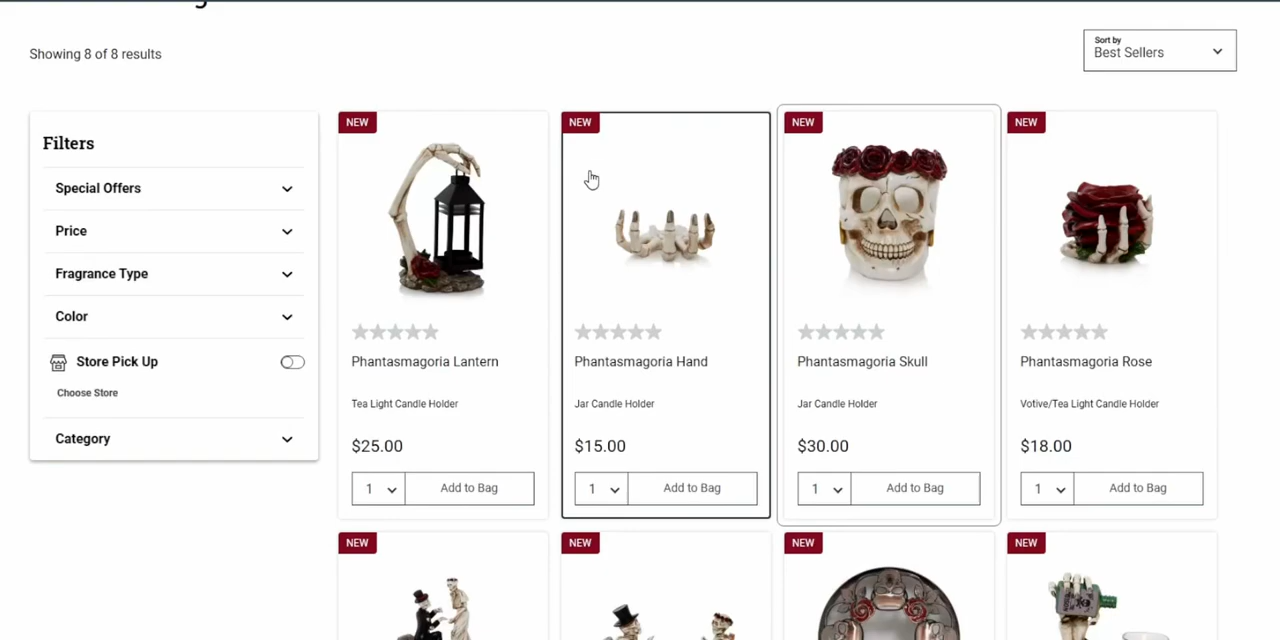 Showing 8 of 8 results
Sort by
Best Sellers
Filters
Special Offers
Price
Fragrance Type
Color
Store Pick Up
Choose Store
Category
NEW
Phantasmagoria Lantern
Tea Light Candle Holder
$25.00
1 Add to Bag
NEW
Phantasmagoria Hand
Jar Candle Holder
$15.00
1 Add to Bag
NEW
Phantasmagoria Skull
Jar Candle Holder
$30.00
1 Add to Bag
NEW
Phantasmagoria Rose
Votive/Tea Light Candle Holder
$18.00
1 Add to Bag
NEW
NEW
NEW
NEW